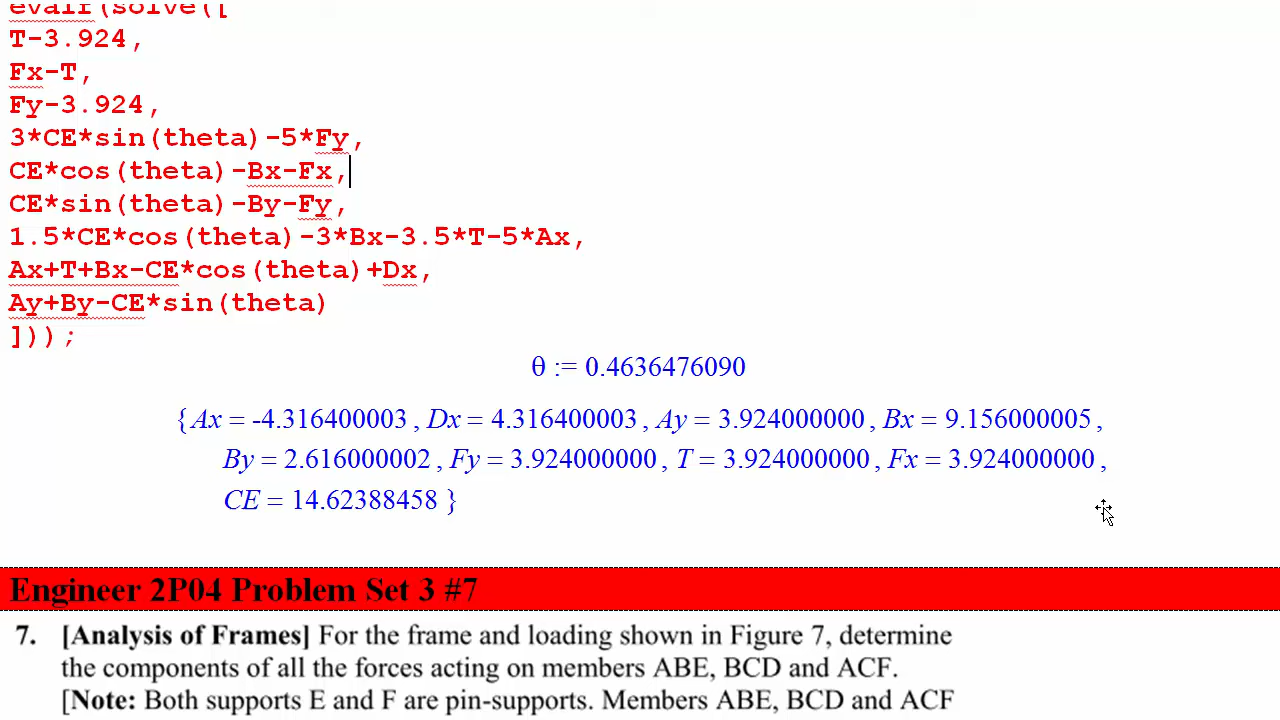 evalf(solve([
T-3.924,
Fx-T,
Fy-3.924,
3*CE*sin(theta)-5*Fy,
CE*cos(theta)-Bx-Fx,
CE*sin(theta)-By-Fy,
1.5*CE*cos(theta)-3*Bx-3.5*T-5*Ax,
Ax+T+Bx-CE*cos(theta)+Dx,
Ay+By-CE*sin(theta)
]));
θ := 0.4636476090
{Ax = -4.316400003, Dx = 4.316400003, Ay = 3.924000000, Bx = 9.156000005,
By = 2.616000002, Fy = 3.924000000, T = 3.924000000, Fx = 3.924000000,
CE = 14.62388458}
Engineer 2P04 Problem Set 3 #7
7. [Analysis of Frames] For the frame and loading shown in Figure 7, determine
the components of all the forces acting on members ABE, BCD and ACF.
[Note: Both supports E and F are pin-supports. Members ABE, BCD and ACF